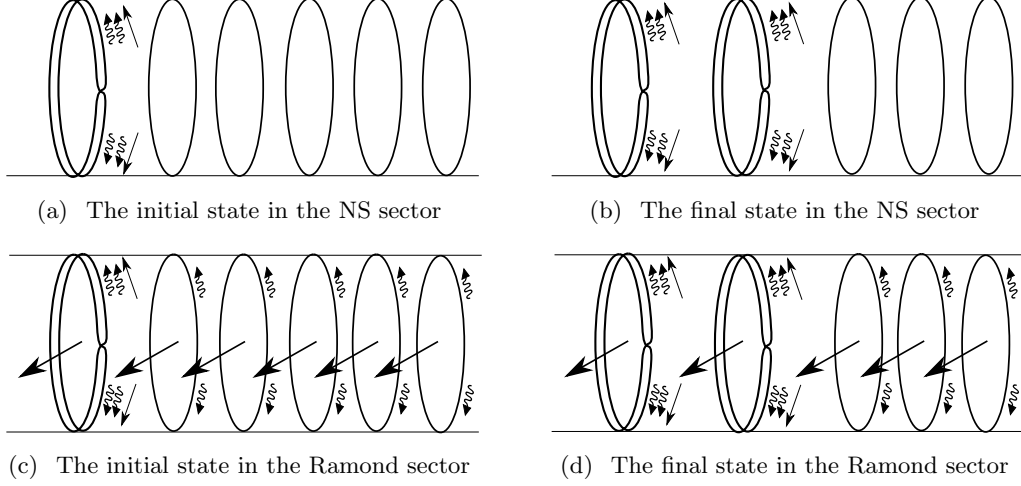 (a) The initial state in the NS sector
(b) The final state in the NS sector
(c) The initial state in the Ramond sector
(d) The final state in the Ramond sector